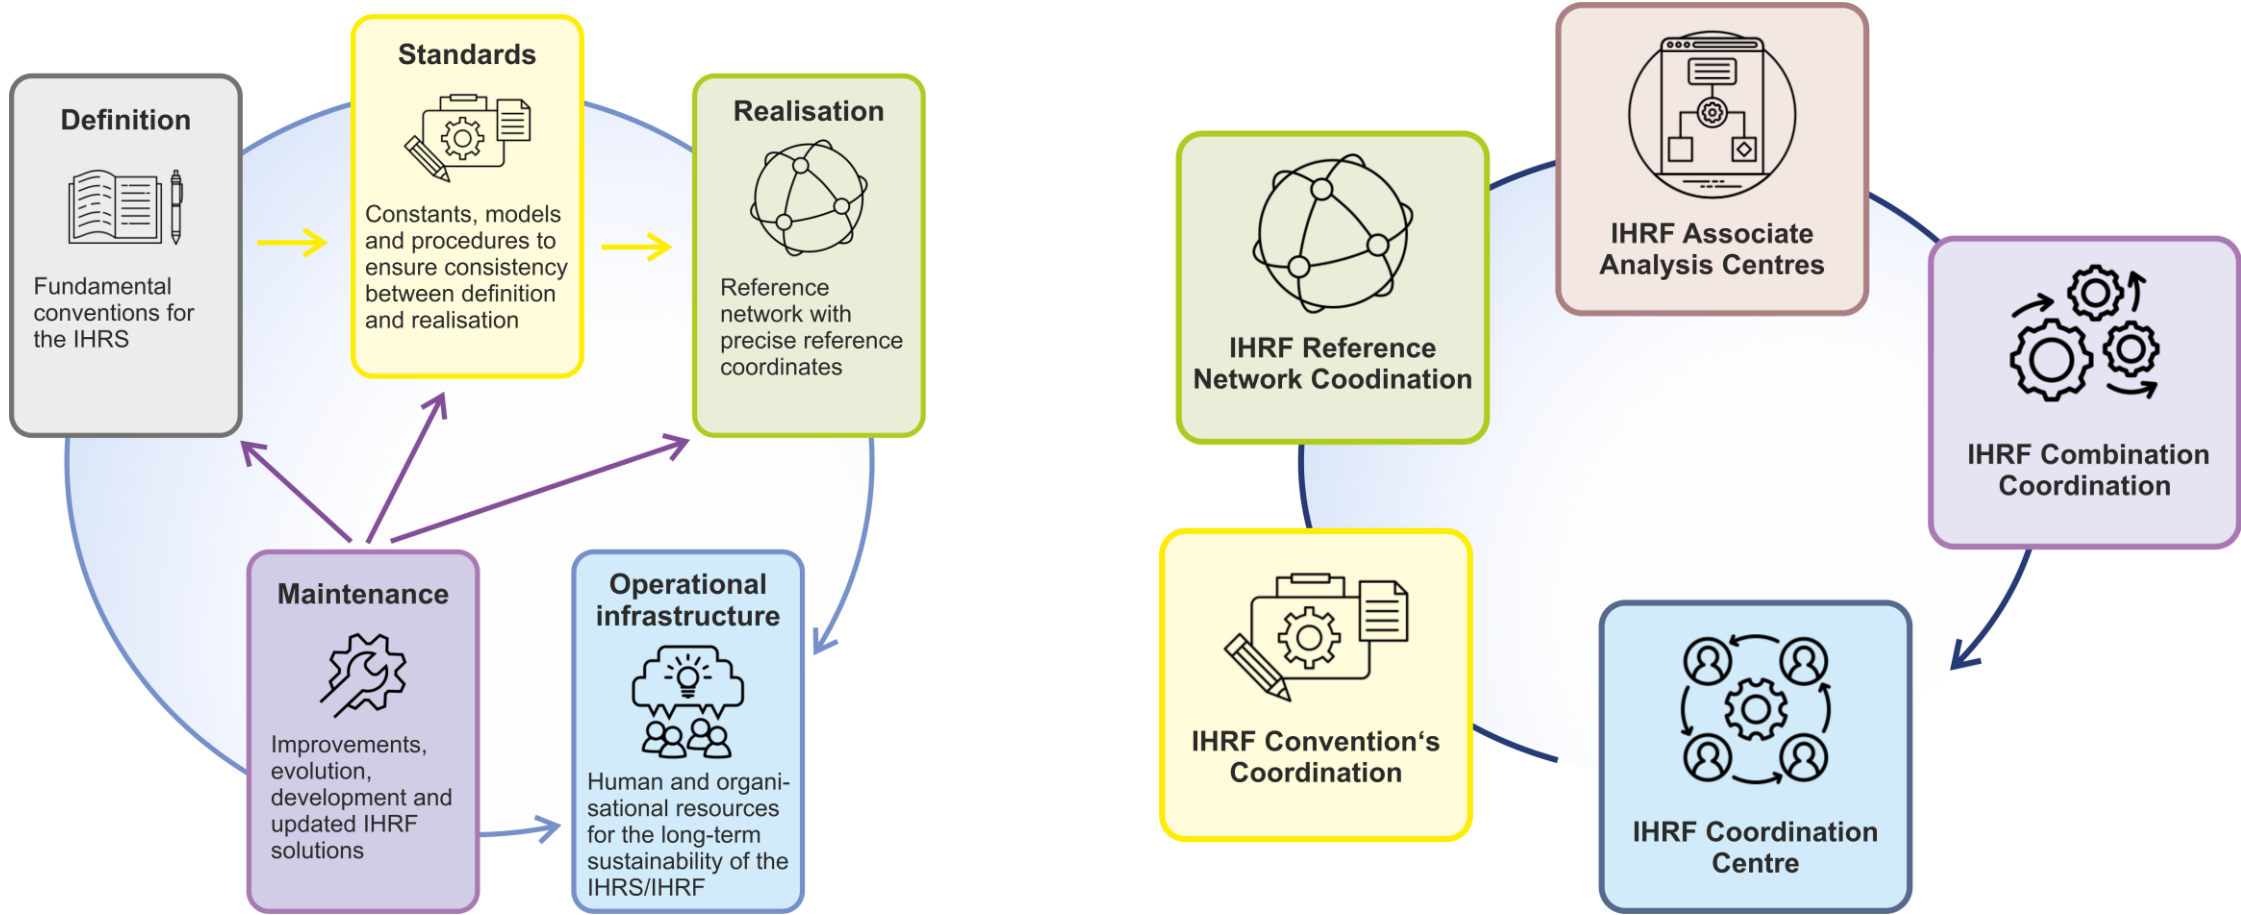 Definition
Fundamental
conventions for
the IHRS
Standards
Constants, models
and procedures to
ensure consistency
between definition
and realisation
Realisation
Reference
network with
precise reference
coordinates
Maintenance
Improvements,
evolution,
development and
updated IHRF
solutions
Operational
infrastructure
Human and organi-
sational resources
for the long-term
sustainability of the
IHRS/IHRF
IHRF Reference
Network Coodination
IHRF Associate
Analysis Centres
IHRF Combination
Coordination
IHRF Convention‘s
Coordination
IHRF Coordination
Centre